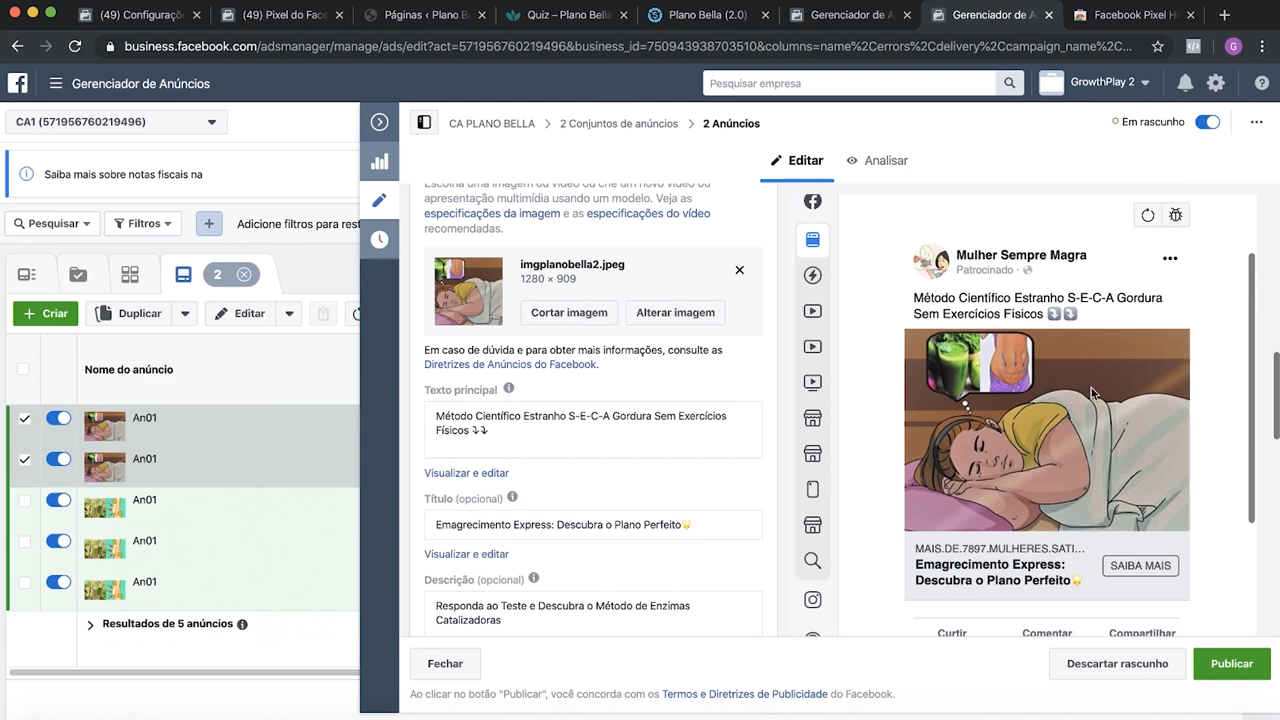 (49) Configuraçõ
(49) Pixel do Fac
Páginas ‹ Plano B
Quiz – Plano Bella
Plano Bella (2.0)
Gerenciador de A
Gerenciador de A
Facebook Pixel H
business.facebook.com/adsmanager/manage/ads/edit?act=571956760219496&business_id=750943938703510&columns=name%2Cerrors%2Cdelivery%2Ccampaign_name%2C...
G
Gerenciador de Anúncios
Pesquisar empresa
GrowthPlay 2
CA1 (571956760219496)
CA PLANO BELLA
2 Conjuntos de anúncios
2 Anúncios
Em rascunho
Editar
Analisar
Saiba mais sobre notas fiscais na
Pesquisar
Filtros
Adicione filtros para rest
2
Criar
Duplicar
Editar
Nome do anúncio
An01
An01
An01
An01
An01
Resultados de 5 anúncios
Escolha uma imagem ou vídeo ou crie um novo vídeo ou
apresentação multimídia usando um modelo. Veja as
especificações da imagem e as especificações do vídeo
recomendadas.
imgplanobella2.jpeg
1280 × 909
Cortar imagem
Alterar imagem
Em caso de dúvida e para obter mais informações, consulte as
Diretrizes de Anúncios do Facebook.
Texto principal
Método Científico Estranho S-E-C-A Gordura Sem Exercícios
Físicos ⤵⤵
Visualizar e editar
Título (opcional)
Emagrecimento Express: Descubra o Plano Perfeito
Visualizar e editar
Descrição (opcional)
Responda ao Teste e Descubra o Método de Enzimas
Catalizadoras
Mulher Sempre Magra
Patrocinado ·
Método Científico Estranho S-E-C-A Gordura
Sem Exercícios Físicos ⤵⤵
MAIS.DE.7897.MULHERES.SATI...
Emagrecimento Express:
Descubra o Plano Perfeito
SAIBA MAIS
Curtir
Comentar
Compartilhar
Fechar
Descartar rascunho
Publicar
Ao clicar no botão "Publicar", você concorda com os Termos e Diretrizes de Publicidade do Facebook.